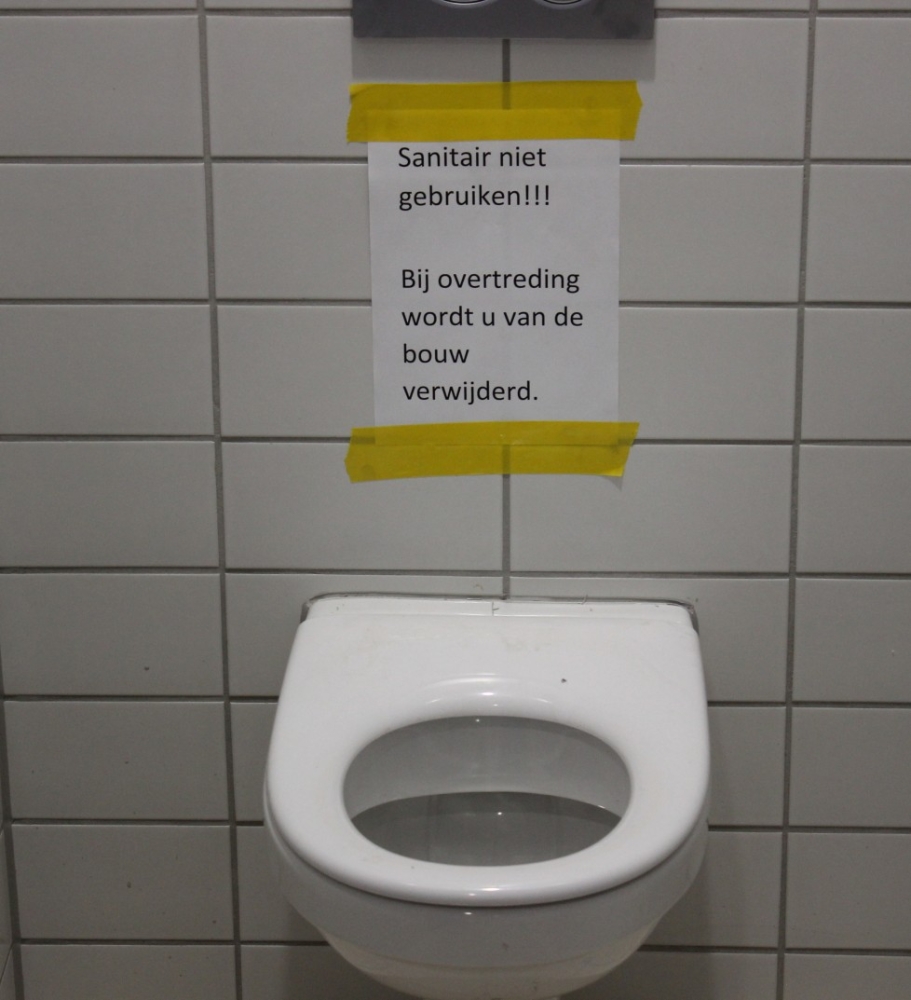 Sanitair niet
gebruiken!!!
Bij overtreding
wordt u van de
bouw
verwijderd.